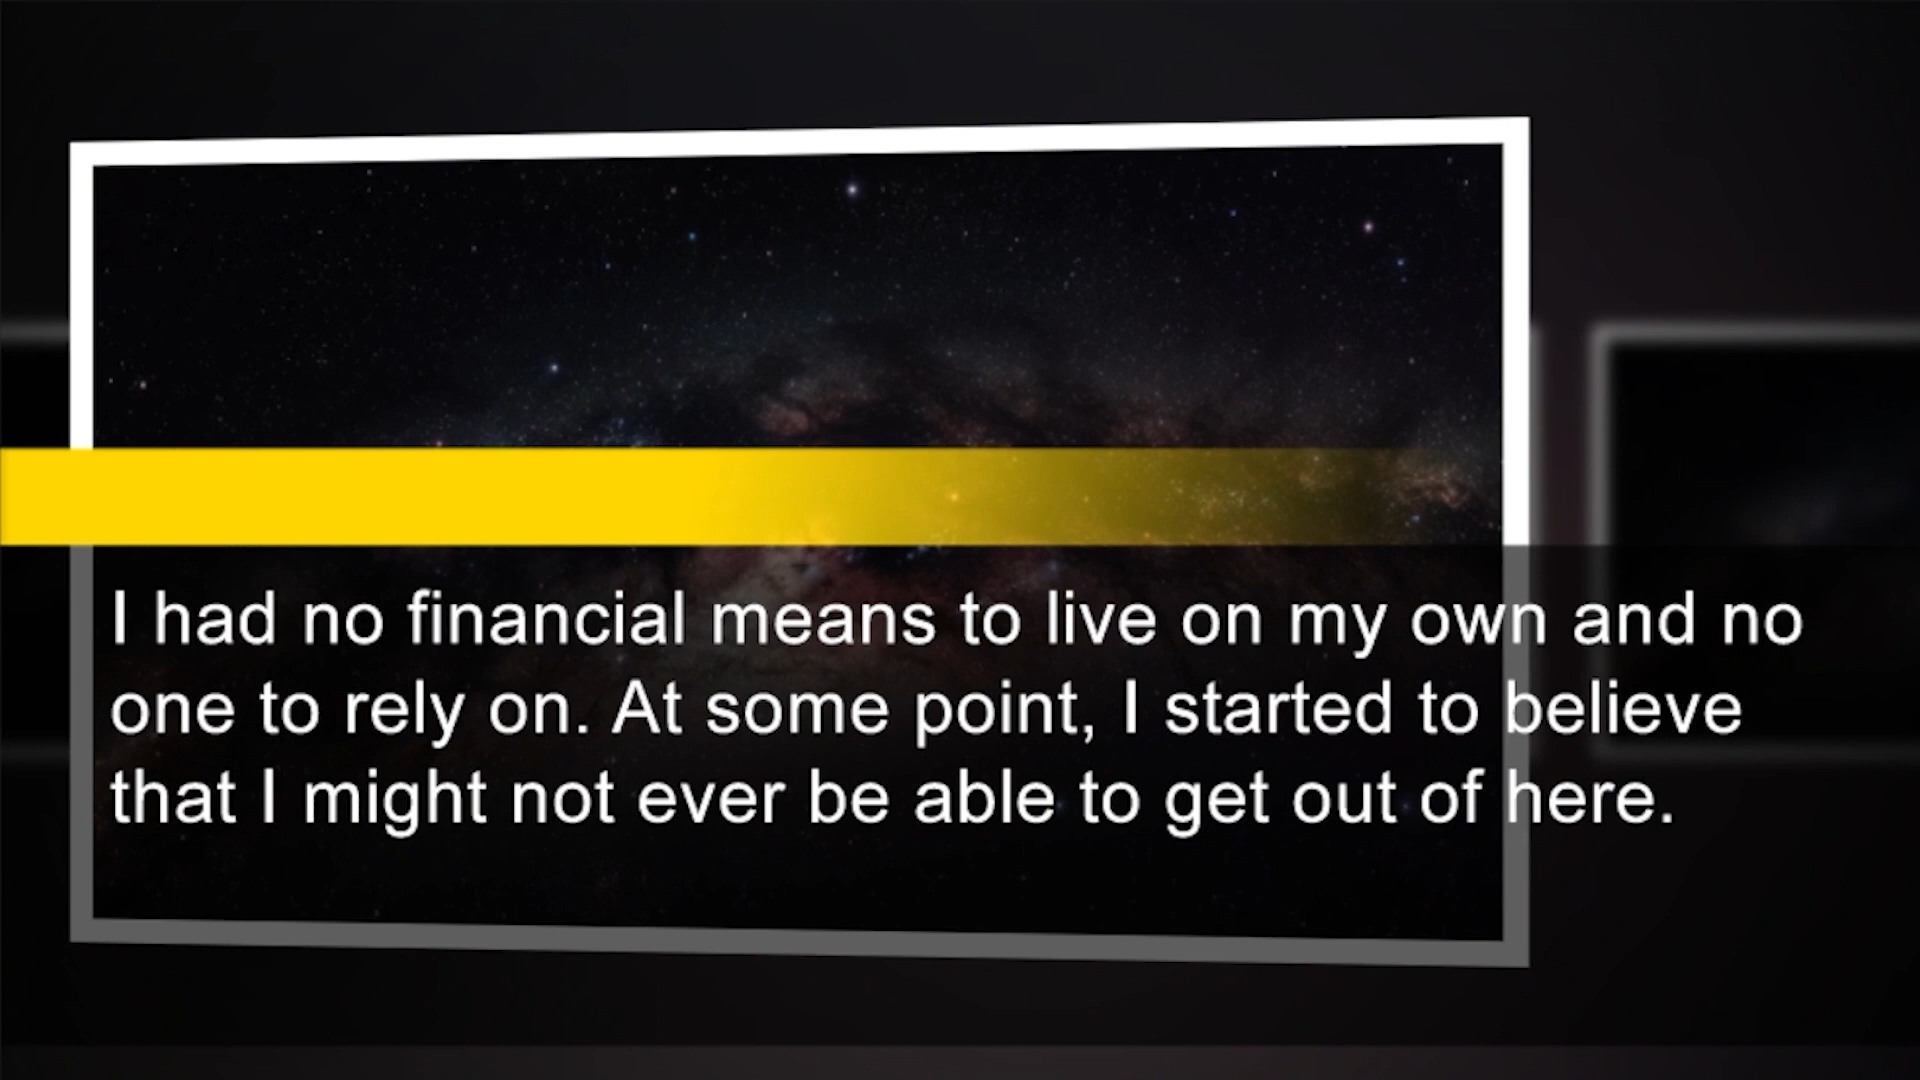 I had no financial means to live on my own and no
one to rely on. At some point, I started to believe
that I might not ever be able to get out of here.